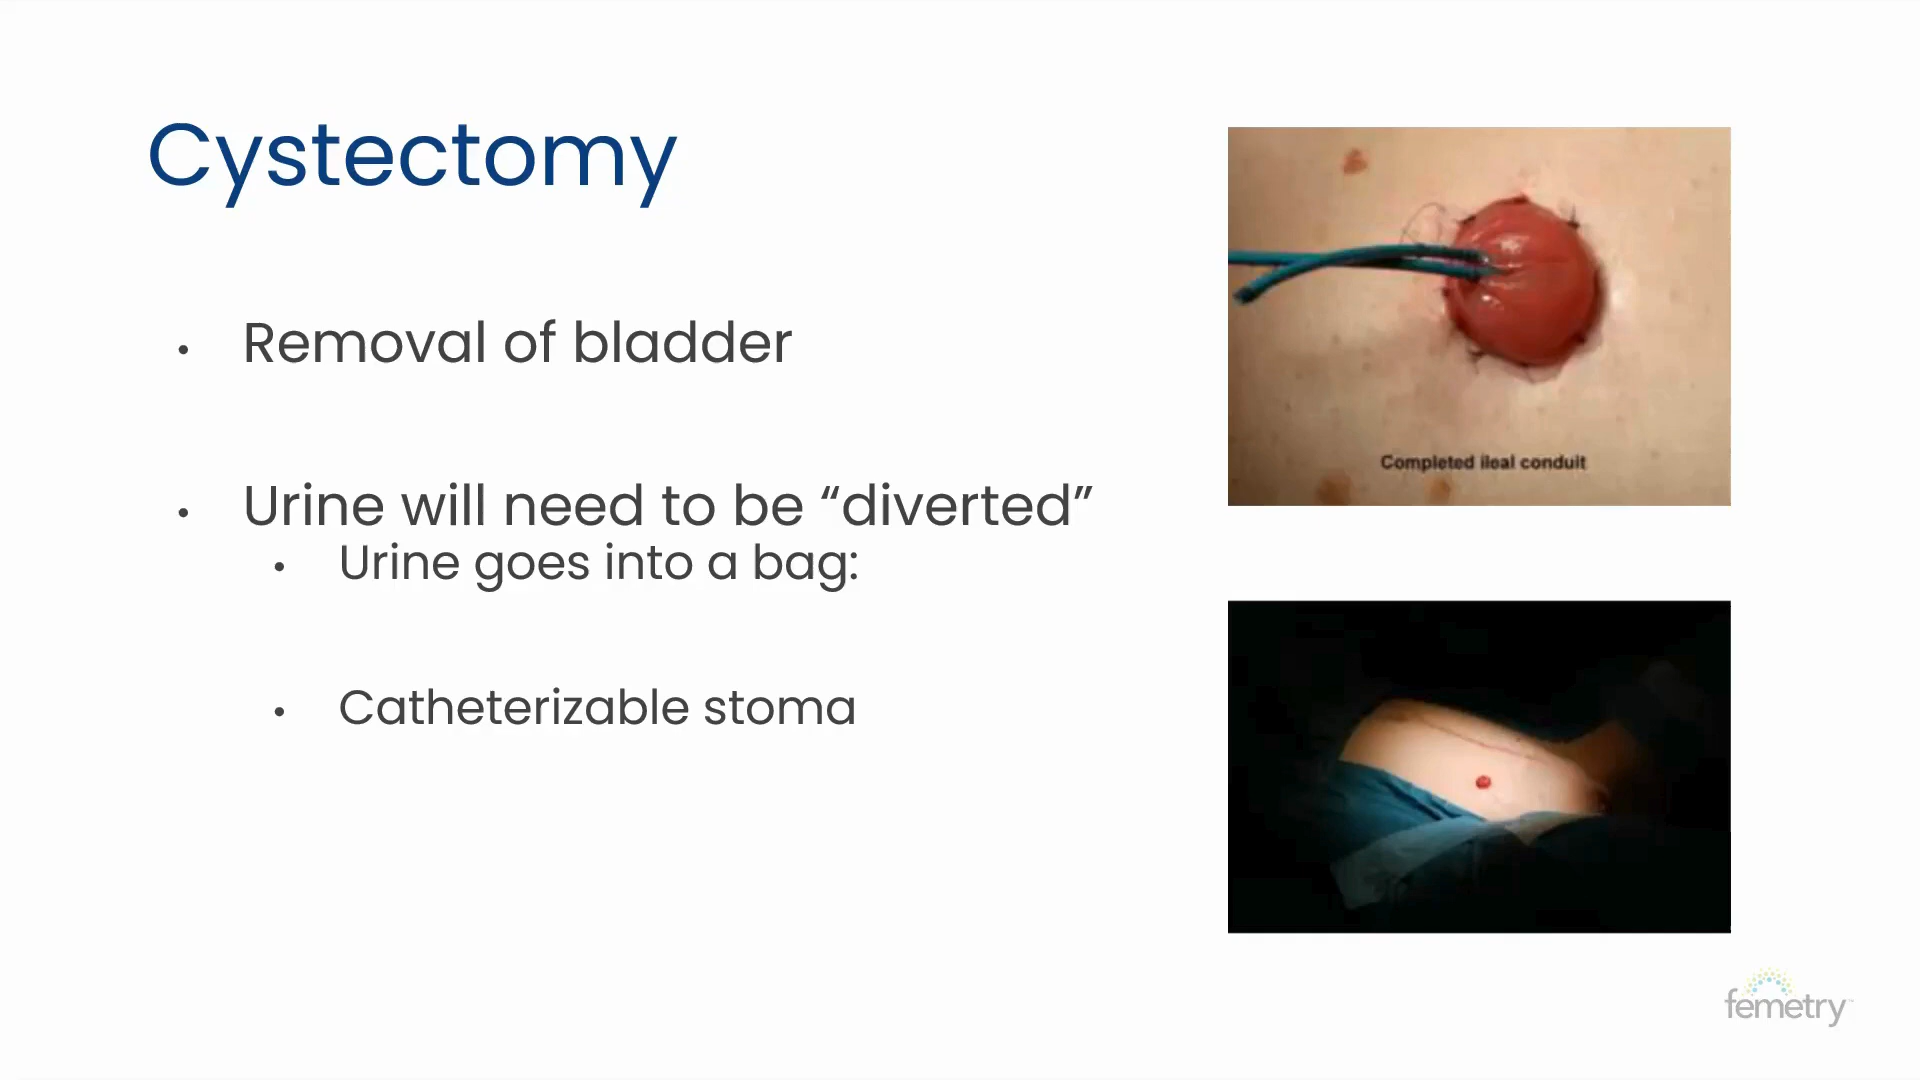 Cystectomy
Removal of bladder
Urine will need to be “diverted”
Urine goes into a bag:
Catheterizable stoma
Completed ileal conduit
femetry